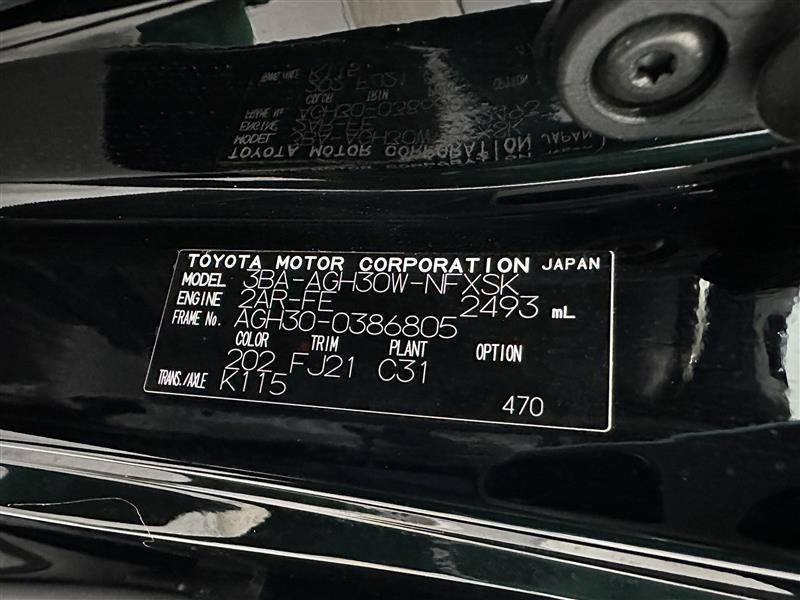 TOYOTA MOTOR CORPORATION JAPAN
MODEL 3BA-AGH30W-NFXSK
ENGINE 2AR-FE 2493 mL
FRAME No. AGH30-0386805
COLOR TRIM PLANT OPTION
202 FJ21 C31
TRANS./AXLE K115
470